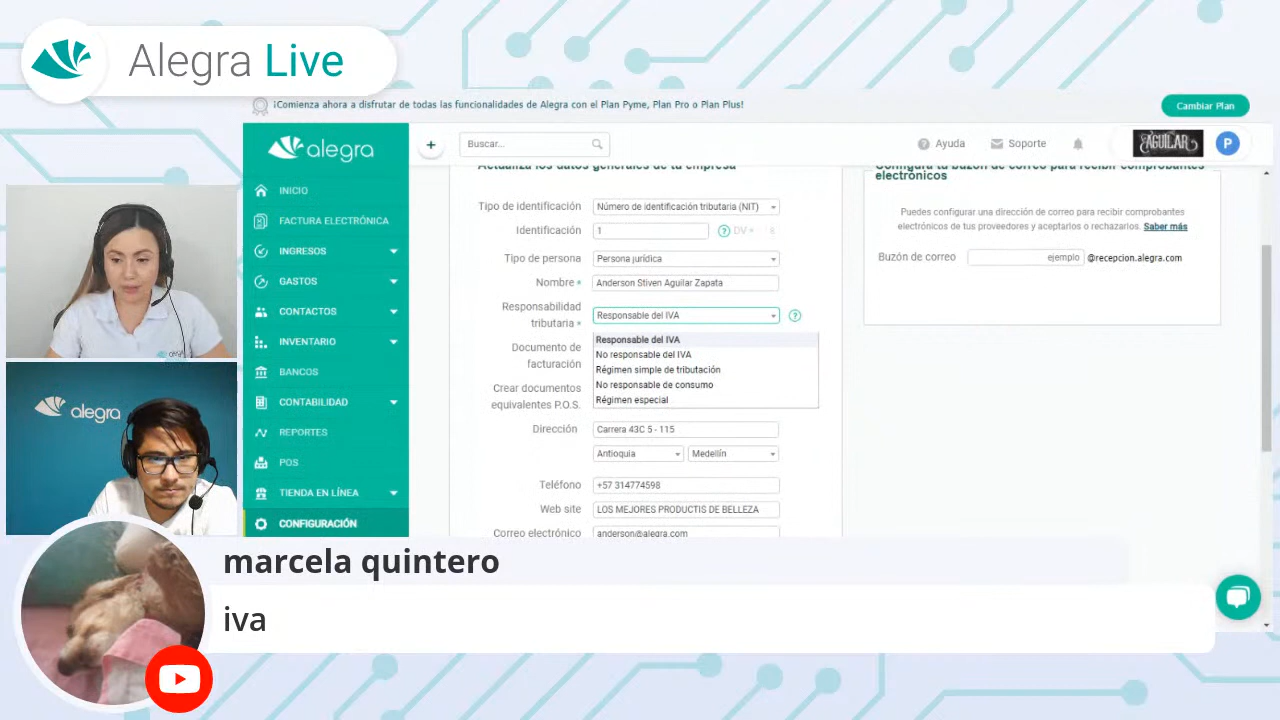 Alegra Live
¡Comienza ahora a disfrutar de todas las funcionalidades de Alegra con el Plan Pyme, Plan Pro o Plan Plus!
Cambiar Plan
alegra
+
Buscar...
Ayuda
Soporte
AGUILAR
P
INICIO
FACTURA ELECTRÓNICA
INGRESOS
GASTOS
CONTACTOS
INVENTARIO
BANCOS
CONTABILIDAD
REPORTES
POS
TIENDA EN LÍNEA
CONFIGURACIÓN
Actualiza los datos generales de tu empresa
Tipo de identificación Número de identificación tributaria (NIT)
Identificación 1 ? DV *
Tipo de persona Persona jurídica
Nombre * Anderson Stiven Aguilar Zapata
Responsabilidad
tributaria * Responsable del IVA ?
Responsable del IVA
No responsable del IVA
Régimen simple de tributación
No responsable de consumo
Régimen especial
Documento de
facturación
Crear documentos
equivalentes P.O.S.
Dirección Carrera 43C 5 - 115
Antioquia Medellín
Teléfono +57 314774598
Web site LOS MEJORES PRODUCTIS DE BELLEZA
Correo electrónico anderson@alegra.com
Configura tu buzón de correo para recibir comprobantes
electrónicos
Puedes configurar una dirección de correo para recibir comprobantes
electrónicos de tus proveedores y aceptarlos o rechazarlos. Saber más
Buzón de correo ejemplo @recepcion.alegra.com
alegra
marcela quintero
iva